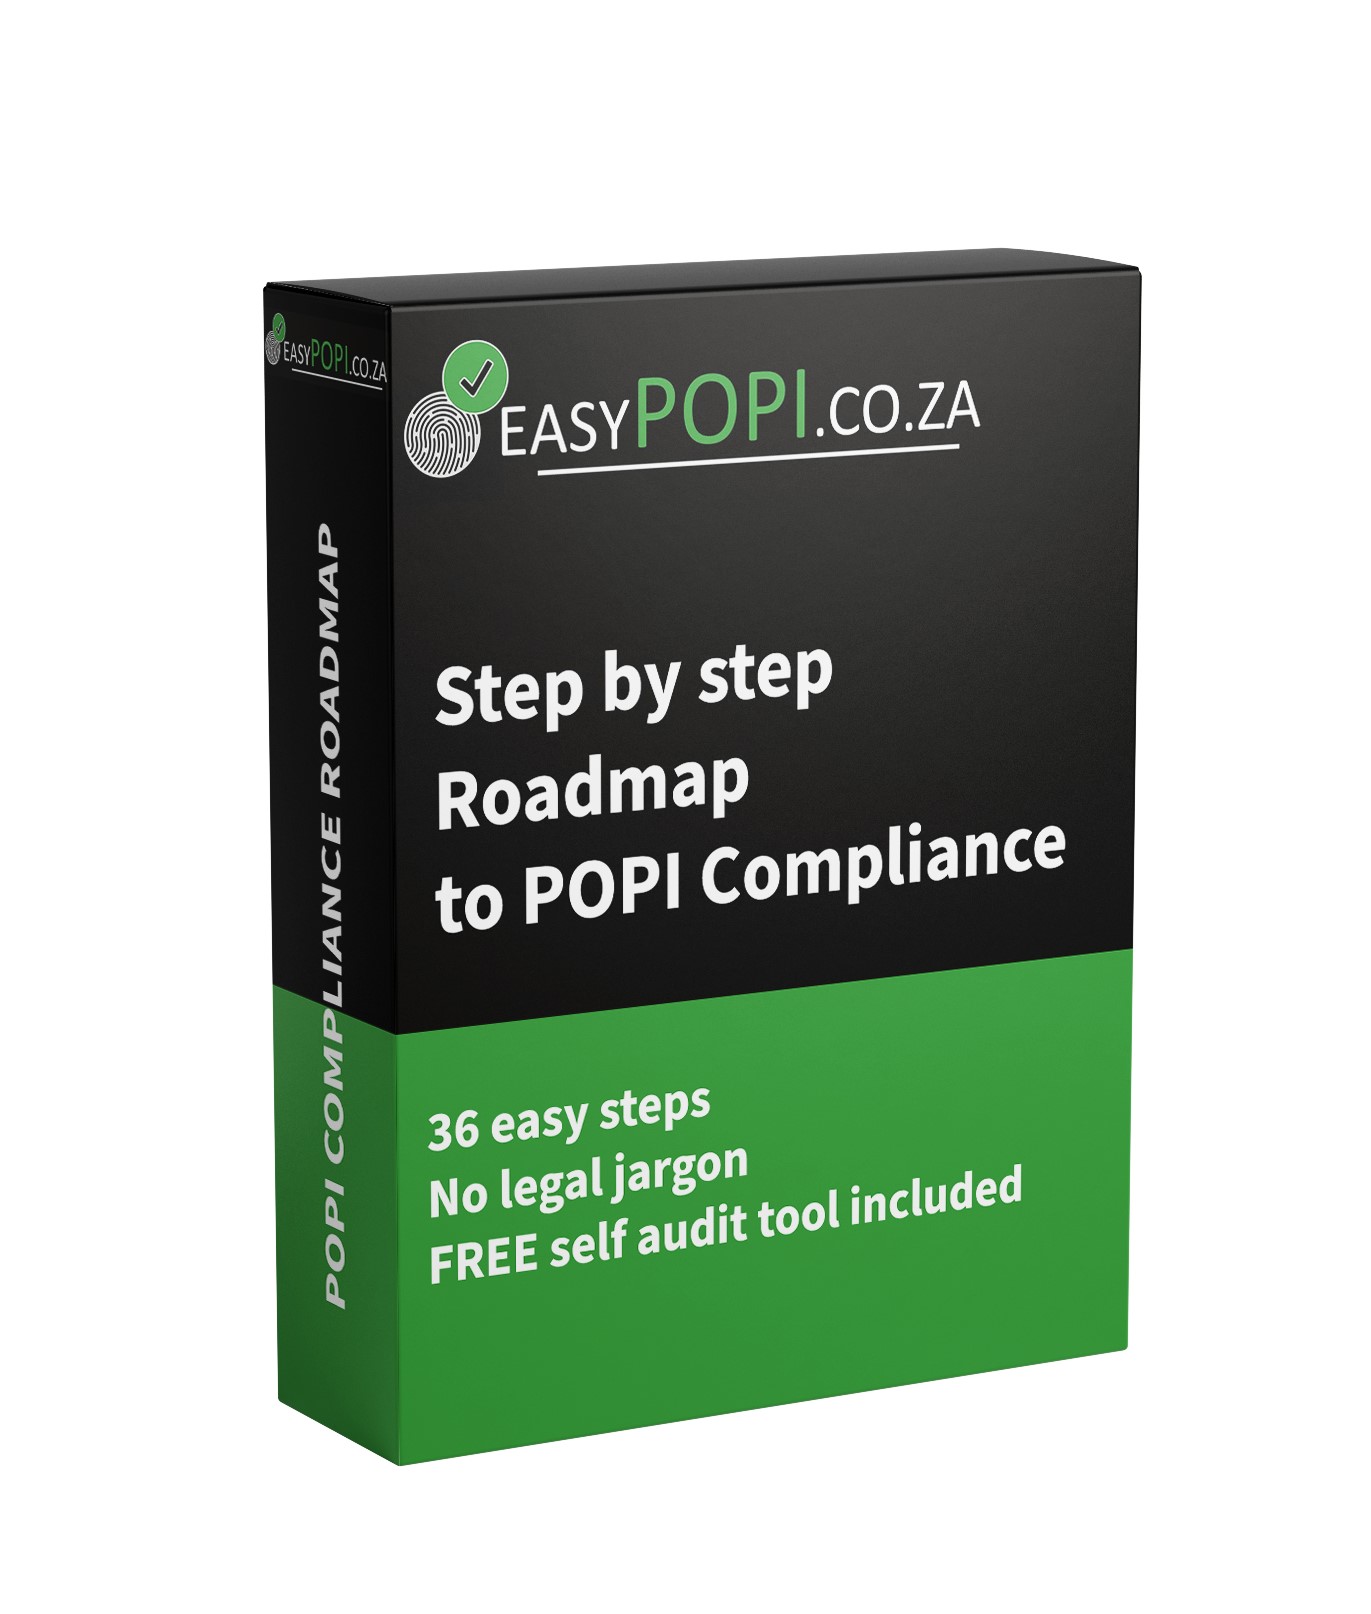 EASYPOPI.CO.ZA
POPI COMPLIANCE ROADMAP
EASYPOPI.CO.ZA
Step by step
Roadmap
to POPI Compliance
36 easy steps
No legal jargon
FREE self audit tool included